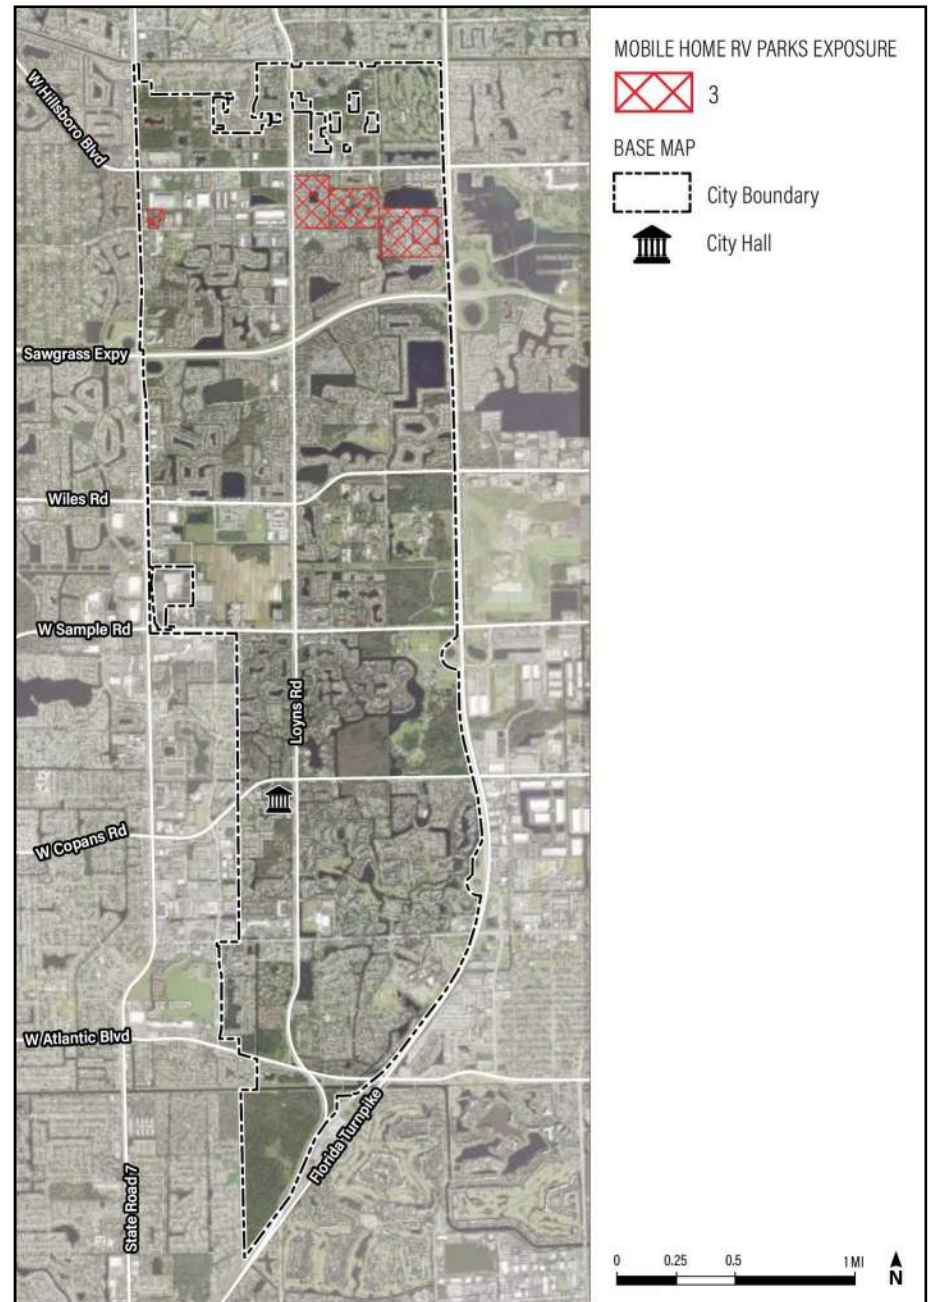 MOBILE HOME RV PARKS EXPOSURE
3
BASE MAP
City Boundary
City Hall
W Hillsboro Blvd
Sawgrass Expy
Wiles Rd
W Sample Rd
Loyns Rd
W Copans Rd
W Atlantic Blvd
Florida Turnpike
State Road 7
0 0.25 0.5 1 MI
N